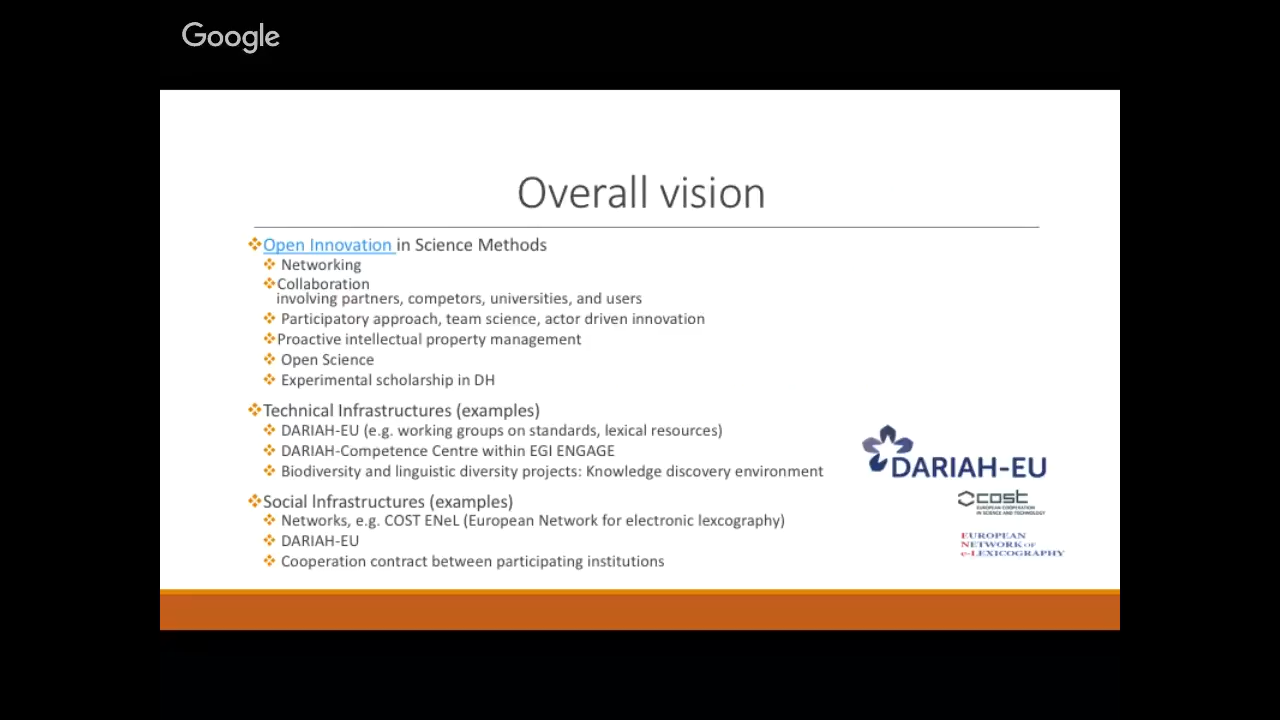 Google
Overall vision
Open Innovation in Science Methods
Networking
Collaboration
involving partners, competors, universities, and users
Participatory approach, team science, actor driven innovation
Proactive intellectual property management
Open Science
Experimental scholarship in DH
Technical Infrastructures (examples)
DARIAH-EU (e.g. working groups on standards, lexical resources)
DARIAH-Competence Centre within EGI ENGAGE
Biodiversity and linguistic diversity projects: Knowledge discovery environment
Social Infrastructures (examples)
Networks, e.g. COST ENeL (European Network for electronic lexcography)
DARIAH-EU
Cooperation contract between participating institutions
DARIAH-EU
cost
EUROPEAN COOPERATION
IN SCIENCE AND TECHNOLOGY
EUROPEAN
NETWORK OF
e-LEXICOGRAPHY